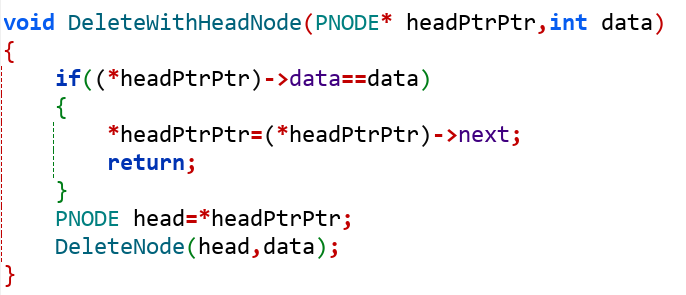 void DeleteWithHeadNode(PNODE* headPtrPtr,int data)
{
    if((*headPtrPtr)->data==data)
    {
        *headPtrPtr=(*headPtrPtr)->next;
        return;
    }
    PNODE head=*headPtrPtr;
    DeleteNode(head,data);
}